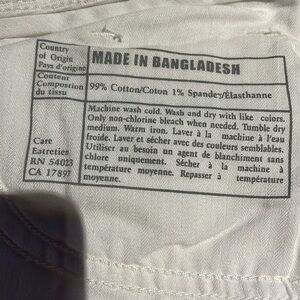 Country
of Origin
Pays d'origine
MADE IN BANGLADESH
Content
Compostion
du tissu
99% Cotton/Coton 1% Spandex/Élasthanne
Care
Eatreties
RN 54023
CA 17897
Machine wash cold. Wash and dry with like colors.
Only non-chlorine bleach when needed. Tumble dry
medium. Warm iron. Laver à la machine à l'eau
froide. Laver et sécher avec des couleurs semblables.
Utiliser au besoin un agent de blanchiment sans
chlore uniquement. Sécher à la machine à
température moyenne. Repasser à température
moyenne.